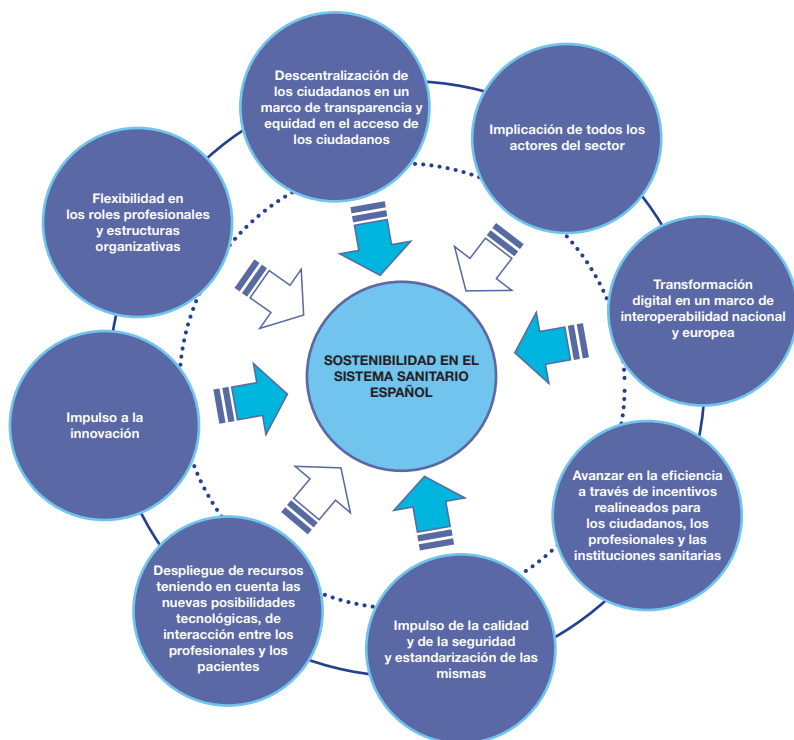 Descentralización de
los ciudadanos en un
marco de transparencia y
equidad en el acceso de
los ciudadanos
Implicación de todos los
actores del sector
Flexibilidad en
los roles profesionales
y estructuras
organizativas
Transformación
digital en un marco de
interoperabilidad nacional
y europea
SOSTENIBILIDAD EN EL
SISTEMA SANITARIO
ESPAÑOL
Impulso a la
innovación
Avanzar en la eficiencia
a través de incentivos
realineados para
los ciudadanos, los
profesionales y las
instituciones sanitarias
Despliegue de recursos
teniendo en cuenta las
nuevas posibilidades
tecnológicas, de
interacción entre los
profesionales y los
pacientes
Impulso de la calidad
y de la seguridad
y estandarización de las
mismas